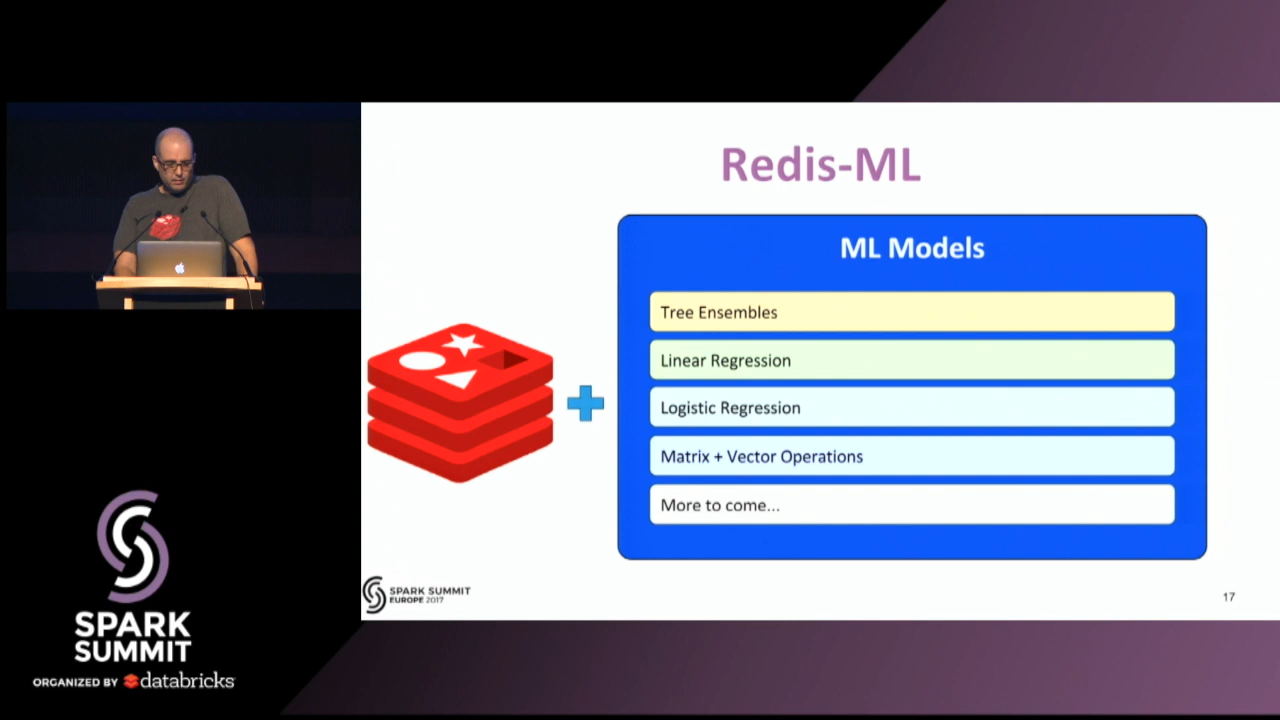 Redis-ML
ML Models
Tree Ensembles
Linear Regression
Logistic Regression
Matrix + Vector Operations
More to come...
SPARK SUMMIT
EUROPE 2017
17
SPARK
SUMMIT
ORGANIZED BY databricks